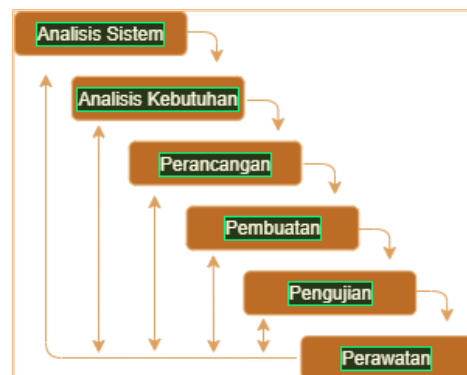 Analisis Sistem
Analisis Kebutuhan
Perancangan
Pembuatan
Pengujian
Perawatan